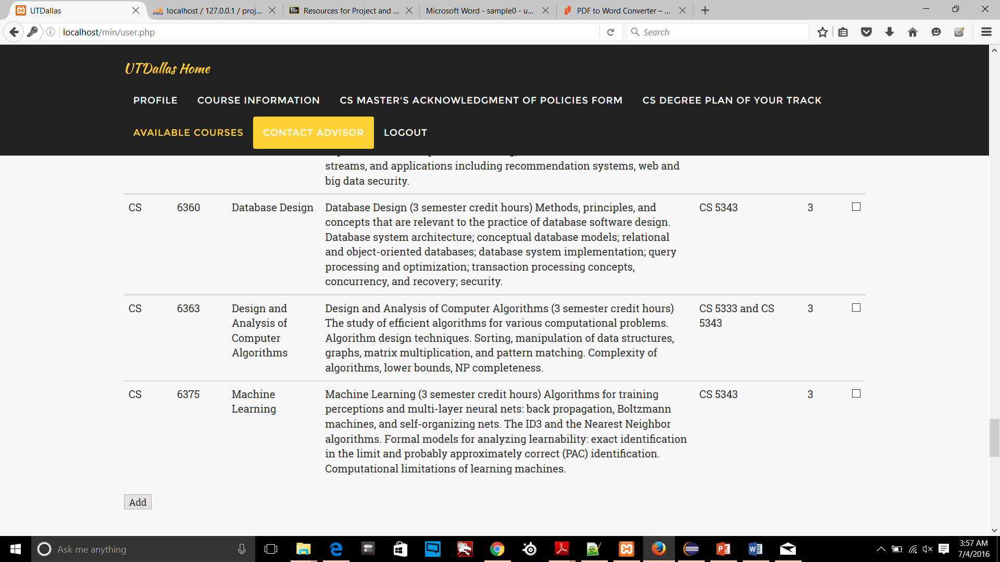 UTDallas
localhost / 127.0.0.1 / proj...
Bb Resources for Project and ...
Microsoft Word - sample0 - u...
PDF to Word Converter – ...
localhost/min/user.php
Search
UTDallas Home
PROFILE COURSE INFORMATION CS MASTER'S ACKNOWLEDGMENT OF POLICIES FORM CS DEGREE PLAN OF YOUR TRACK
AVAILABLE COURSES CONTACT ADVISOR LOGOUT
streams, and applications including recommendation systems, web and
big data security.
CS 6360 Database Design Database Design (3 semester credit hours) Methods, principles, and CS 5343 3
concepts that are relevant to the practice of database software design.
Database system architecture; conceptual database models; relational
and object-oriented databases; database system implementation; query
processing and optimization; transaction processing concepts,
concurrency, and recovery; security.
CS 6363 Design and Design and Analysis of Computer Algorithms (3 semester credit hours) CS 5333 and CS 3
Analysis of The study of efficient algorithms for various computational problems. 5343
Computer Algorithm design techniques. Sorting, manipulation of data structures,
Algorithms graphs, matrix multiplication, and pattern matching. Complexity of
algorithms, lower bounds, NP completeness.
CS 6375 Machine Machine Learning (3 semester credit hours) Algorithms for training CS 5343 3
Learning perceptions and multi-layer neural nets: back propagation, Boltzmann
machines, and self-organizing nets. The ID3 and the Nearest Neighbor
algorithms. Formal models for analyzing learnability: exact identification
in the limit and probably approximately correct (PAC) identification.
Computational limitations of learning machines.
Add
Ask me anything
3:57 AM
7/4/2016